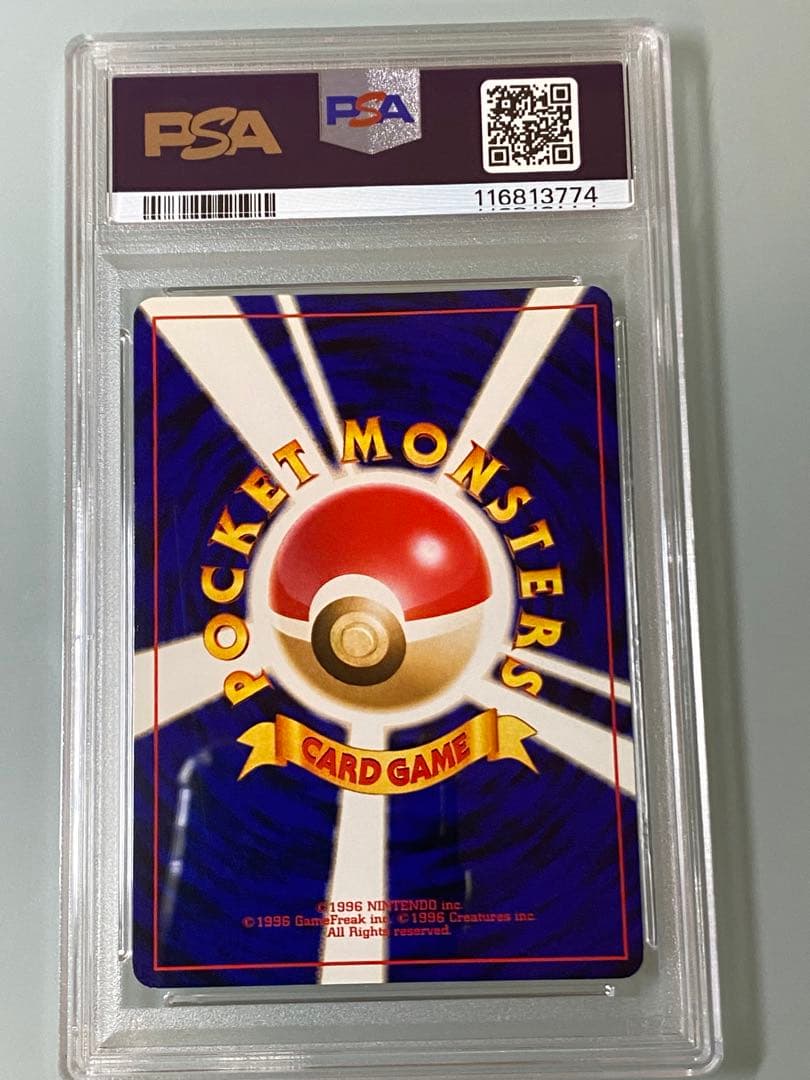 PSA
PSA
116813774
POCKET MONSTERS
CARD GAME
©1996 NINTENDO inc.
©1996 GameFreak inc. ©1996 Creatures inc.
All Rights reserved.